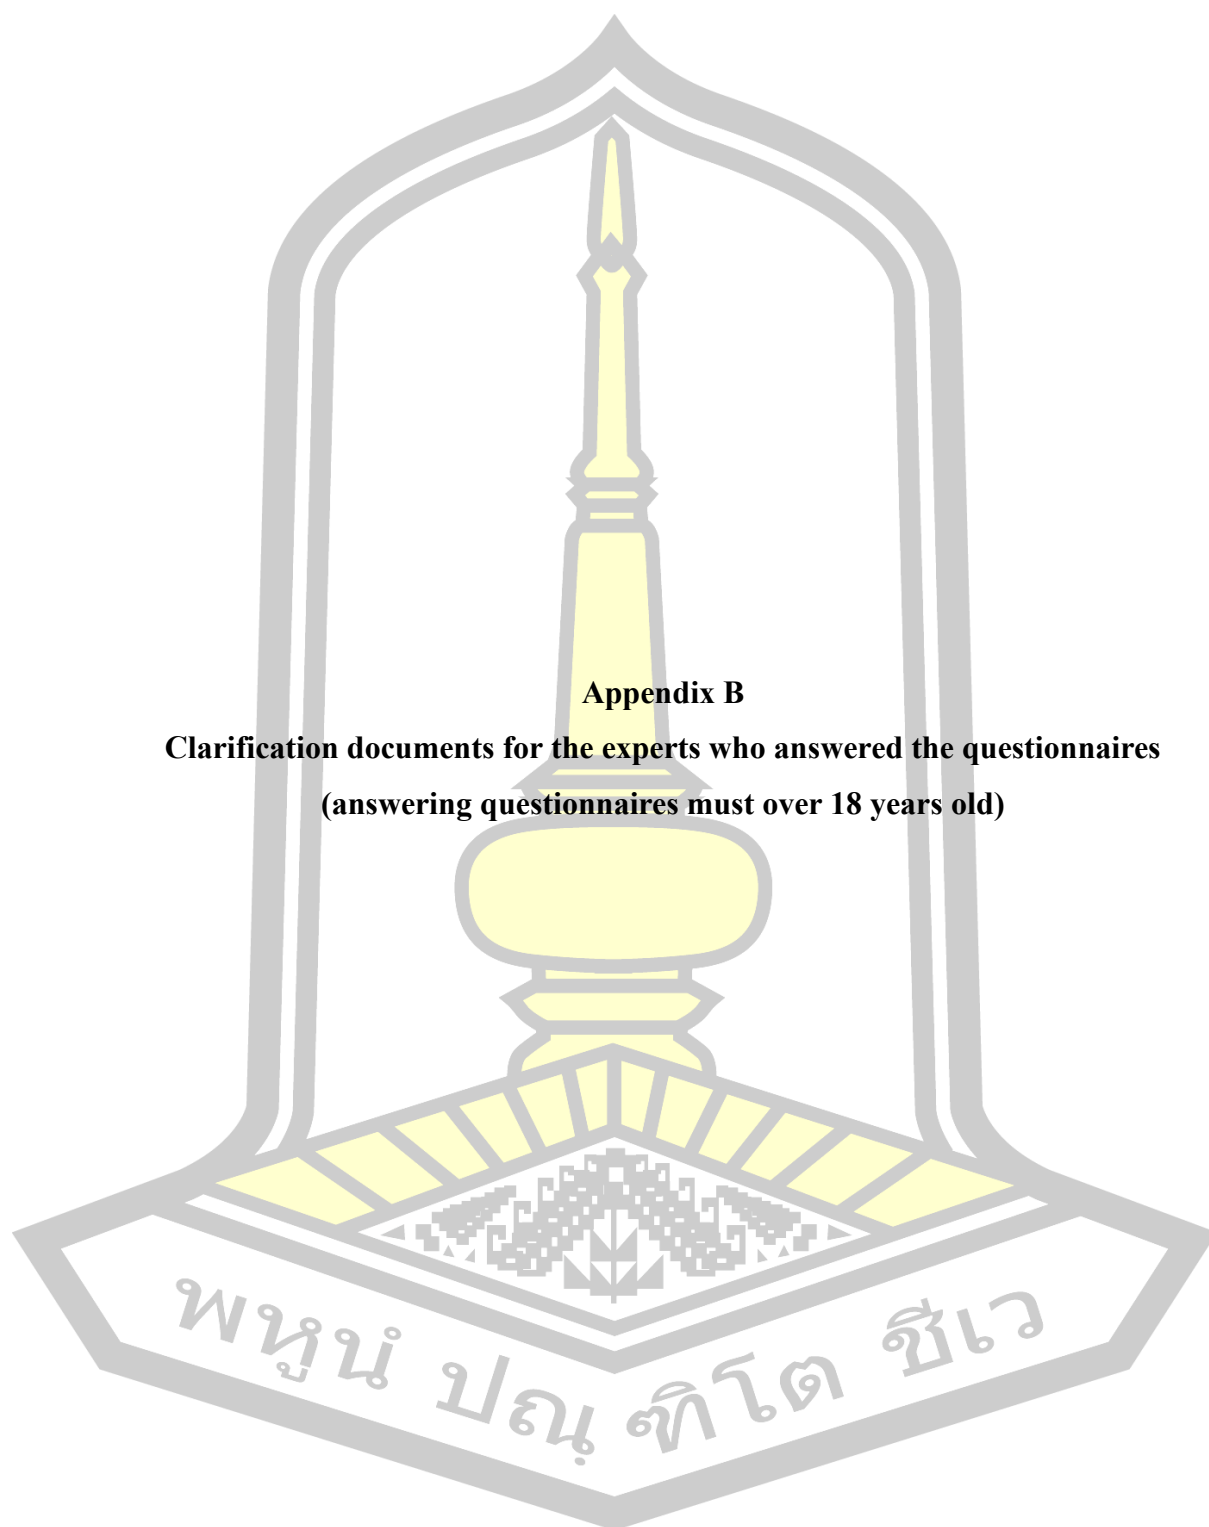 Appendix B
Clarification documents for the experts who answered the questionnaires
(answering questionnaires must over 18 years old)
พหูนํ ปณฺ ฑิโต ชีเว